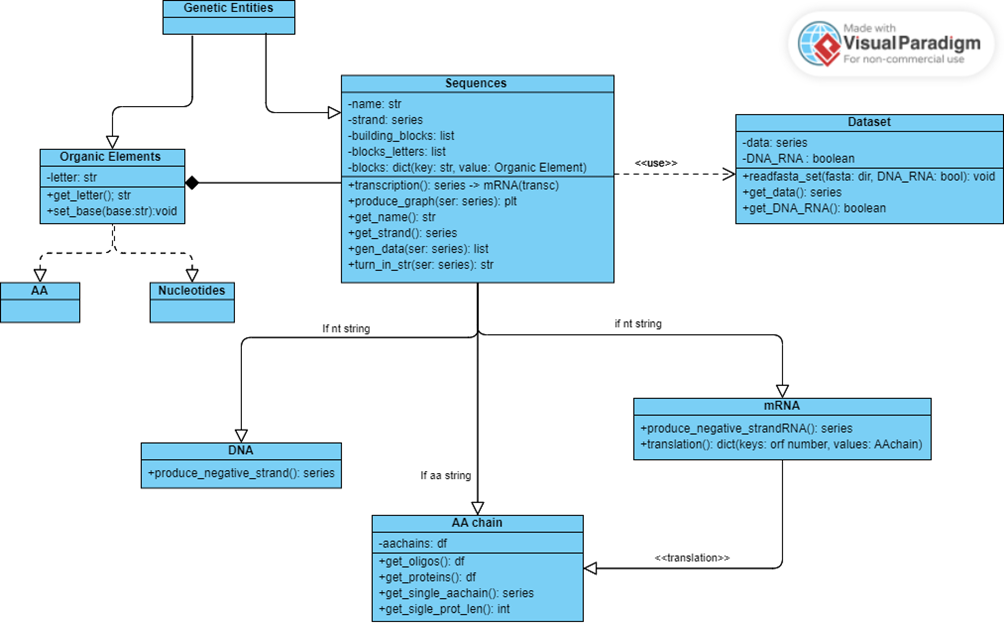 Genetic Entities
Made with
VisualParadigm
For non-commercial use
Sequences
-name: str
-strand: series
-building_blocks: list
-blocks_letters: list
-blocks: dict(key: str, value: Organic Element)
+transcription(): series -> mRNA(transc)
+produce_graph(ser: series): plt
+get_name(): str
+get_strand(): series
+gen_data(ser: series): list
+turn_in_str(ser: series): str
<<use>>
Dataset
-data: series
-DNA_RNA : boolean
+readfasta_set(fasta: dir, DNA_RNA: bool): void
+get_data(): series
+get_DNA_RNA(): boolean
Organic Elements
-letter: str
+get_letter(); str
+set_base(base:str):void
AA
Nucleotides
If nt string
if nt string
mRNA
+produce_negative_strandRNA(): series
+translation(): dict(keys: orf number, values: AAchain)
DNA
+produce_negative_strand(): series
If aa string
AA chain
-aachains: df
+get_oligos(): df
+get_proteins(): df
+get_single_aachain(): series
+get_sigle_prot_len(): int
<<translation>>